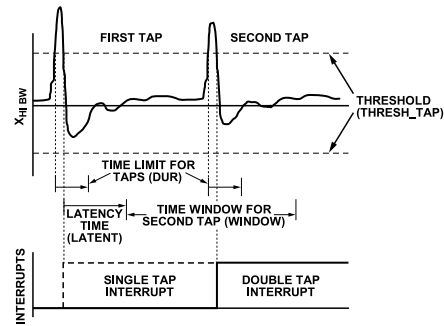 FIRST TAP
SECOND TAP
X HI BW
THRESHOLD
(THRESH_TAP)
TIME LIMIT FOR
TAPS (DUR)
LATENCY
TIME
(LATENT)
TIME WINDOW FOR
SECOND TAP (WINDOW)
INTERRUPTS
SINGLE TAP
INTERRUPT
DOUBLE TAP
INTERRUPT